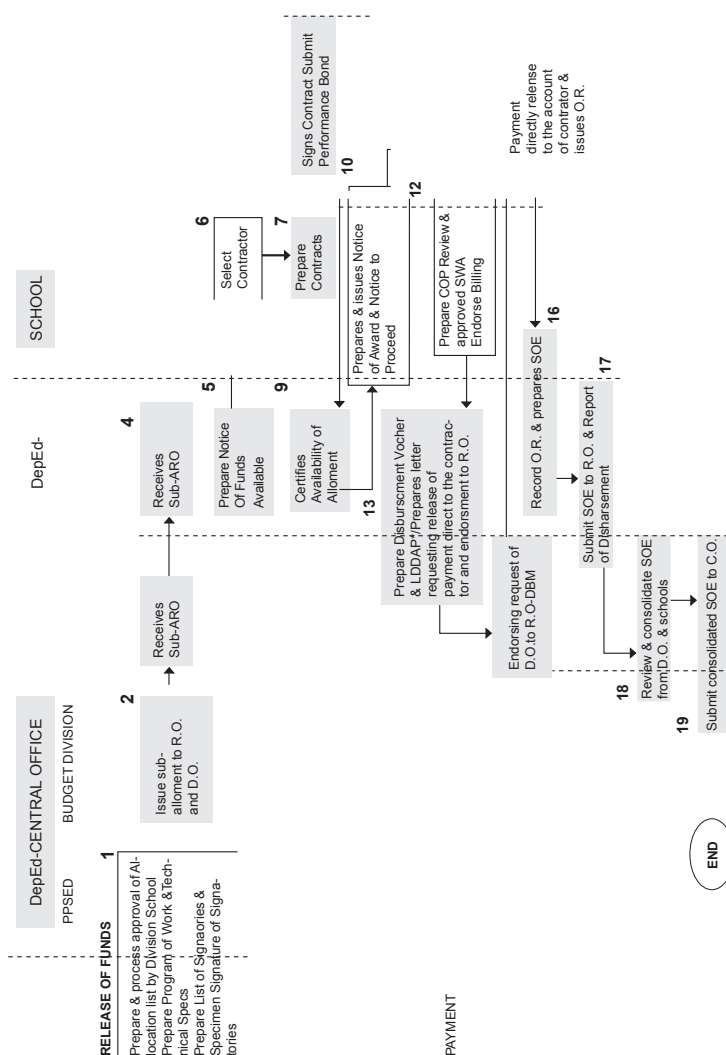 DepEd-CENTRAL OFFICE
PPSED
BUDGET DIVISION
DepEd-
SCHOOL
RELEASE OF FUNDS
1
Prepare & process approval of Al-
location list by Division School
Prepare Program of Work &Tech-
nical Specs
Prepare List of Signaories &
Specimen Signature of Signa-
tories
2
Issue sub-
alloment to R.O.
and D.O.
Receives
Sub-ARO
4
Receives
Sub-ARO
5
Prepare Notice
Of Funds
Available
6
Select
Contractor
7
Prepare
Contracts
Signs Contract Submit
Performance Bond
9
Certifies
Availability of
Alloment
10
Prepares & issues Notice
of Award & Notice to
Proceed
12
Prepare COP Review &
approved SWA
Endorse Billing
PAYMENT
13
Prepare Disburscment Vocher
& LDDAP*/Prepares letter
requesting release of
payment direct to the contrac-
tor and endorsment to R.O.
Endorsing request of
D.O.to R.O-DBM
Payment
directly relense
to the account
of contrator &
issues O.R.
16
Record O.R. & prepares SOE
17
Submit SOE to R.O. & Report
of Disharsement
18
Review & consolidate SOE
from D.O. & schools
19
Submit consolidated SOE to C.O.
END